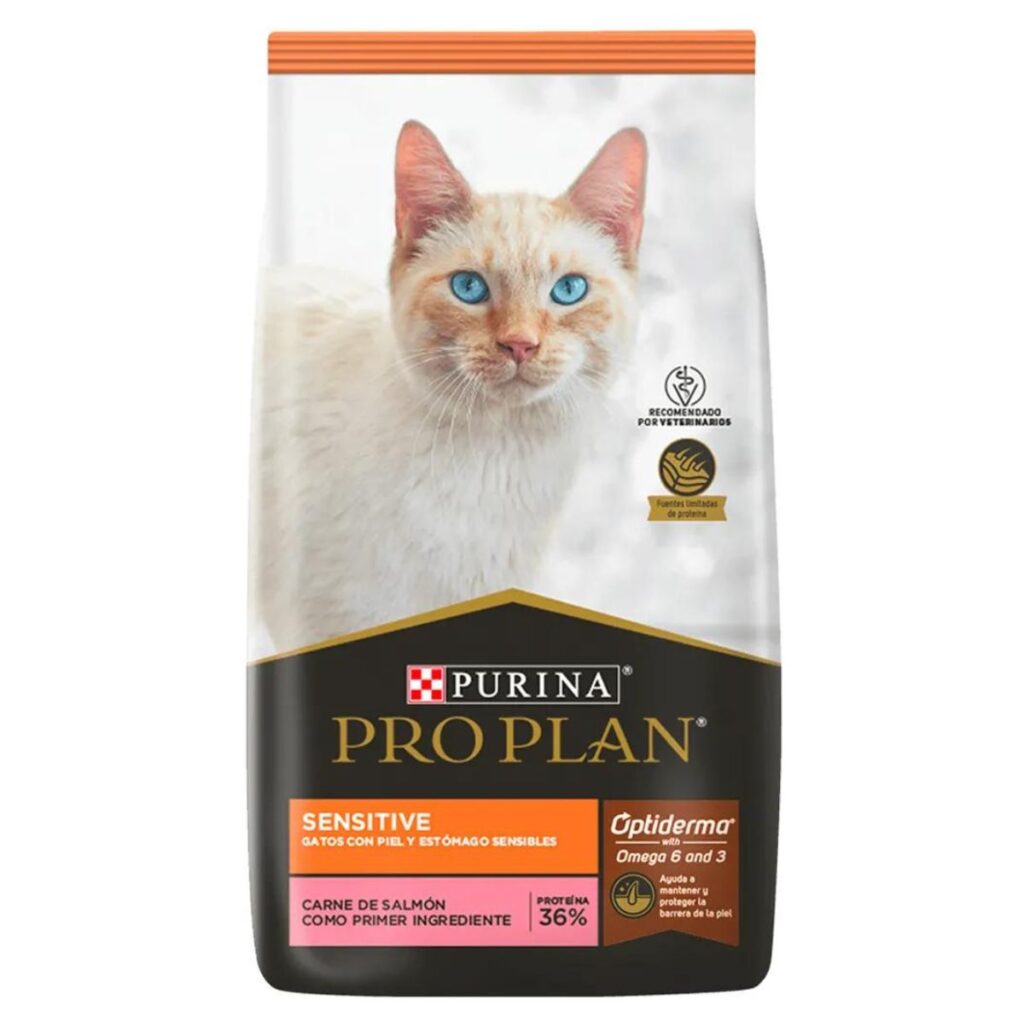 RECOMENDADO
POR VETERINARIOS
Fuentes limitadas
de proteína
PURINA®
PRO PLAN®
SENSITIVE
GATOS CON PIEL Y ESTÓMAGO SENSIBLES
CARNE DE SALMÓN
COMO PRIMER INGREDIENTE
PROTEÍNA
36%
Optiderma®
with
Omega 6 and 3
Ayuda a
mantener y
proteger la
barrera de la piel